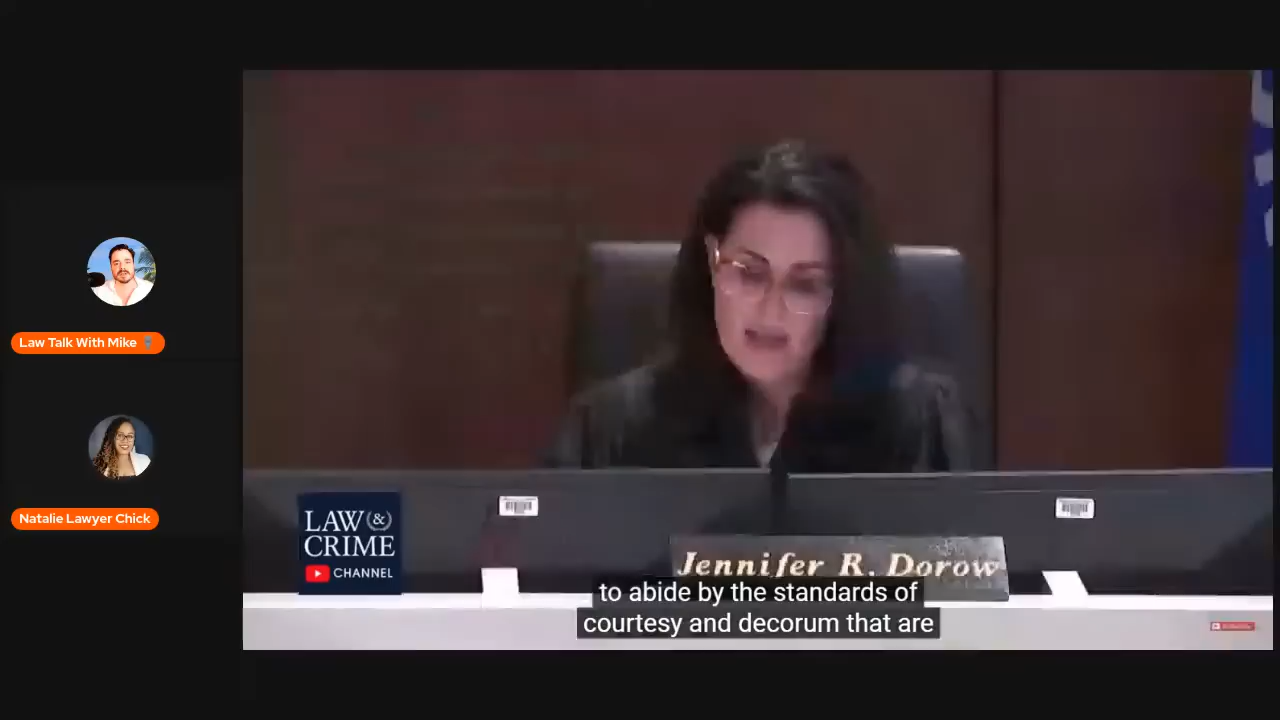 Law Talk With Mike
Natalie Lawyer Chick
LAW & CRIME
CHANNEL
Jennifer R. Dorow
to abide by the standards of
courtesy and decorum that are